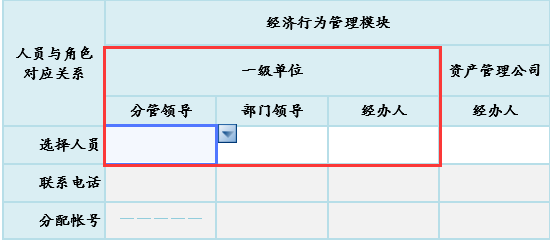 经济行为管理模块
人员与角色
对应关系
一级单位
资产管理公司
分管领导
部门领导
经办人
经办人
选择人员
联系电话
分配帐号
—————